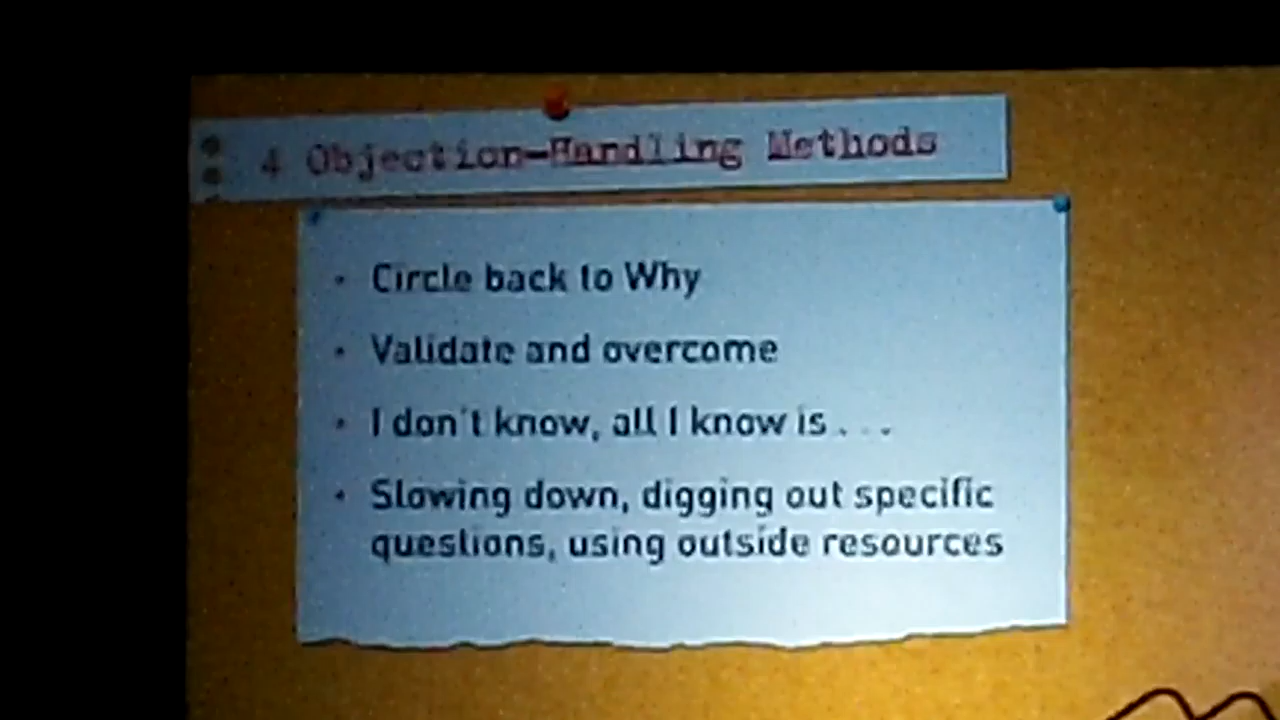 4 Objection-Handling Methods
• Circle back to Why
• Validate and overcome
• I don't know, all I know is . . .
• Slowing down, digging out specific
questions, using outside resources